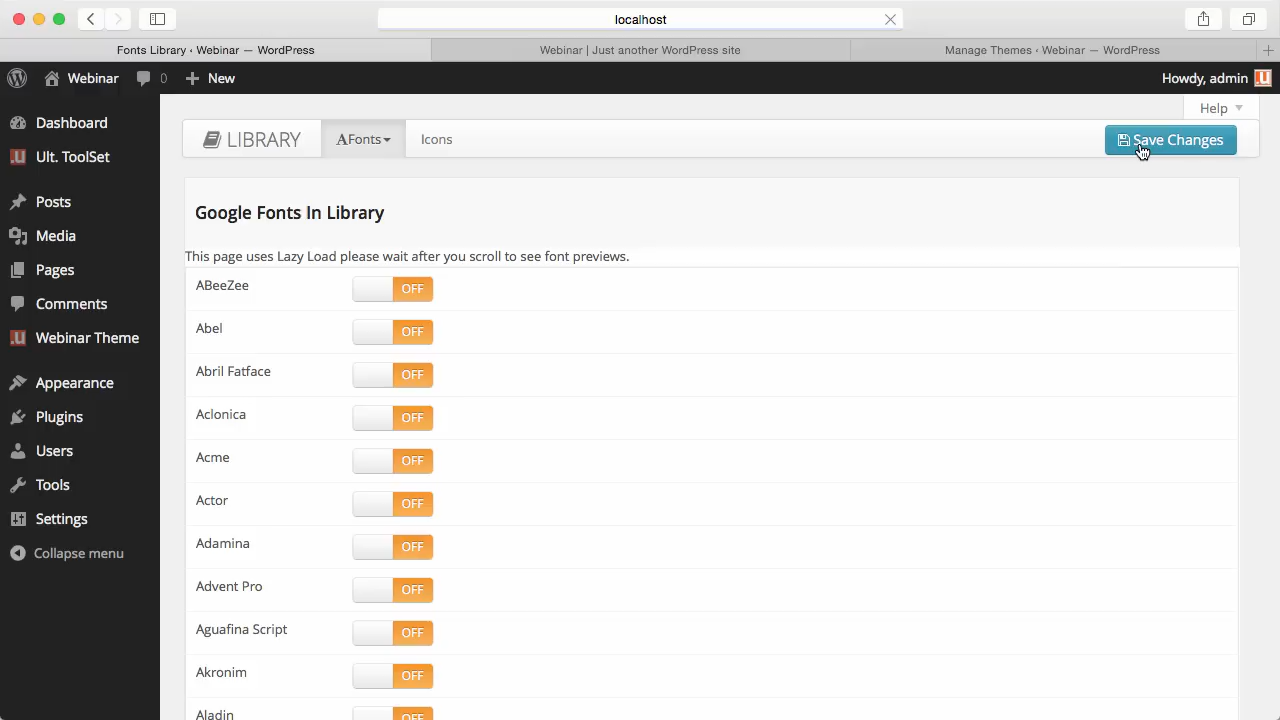 localhost
Fonts Library ‹ Webinar — WordPress
Webinar | Just another WordPress site
Manage Themes ‹ Webinar — WordPress
Webinar
0
New
Howdy, admin
Help
Dashboard
Ult. ToolSet
Posts
Media
Pages
Comments
Webinar Theme
Appearance
Plugins
Users
Tools
Settings
Collapse menu
LIBRARY
AFonts
Icons
Save Changes
Google Fonts In Library
This page uses Lazy Load please wait after you scroll to see font previews.
ABeeZee OFF
Abel OFF
Abril Fatface OFF
Aclonica OFF
Acme OFF
Actor OFF
Adamina OFF
Advent Pro OFF
Aguafina Script OFF
Akronim OFF
Aladin OFF